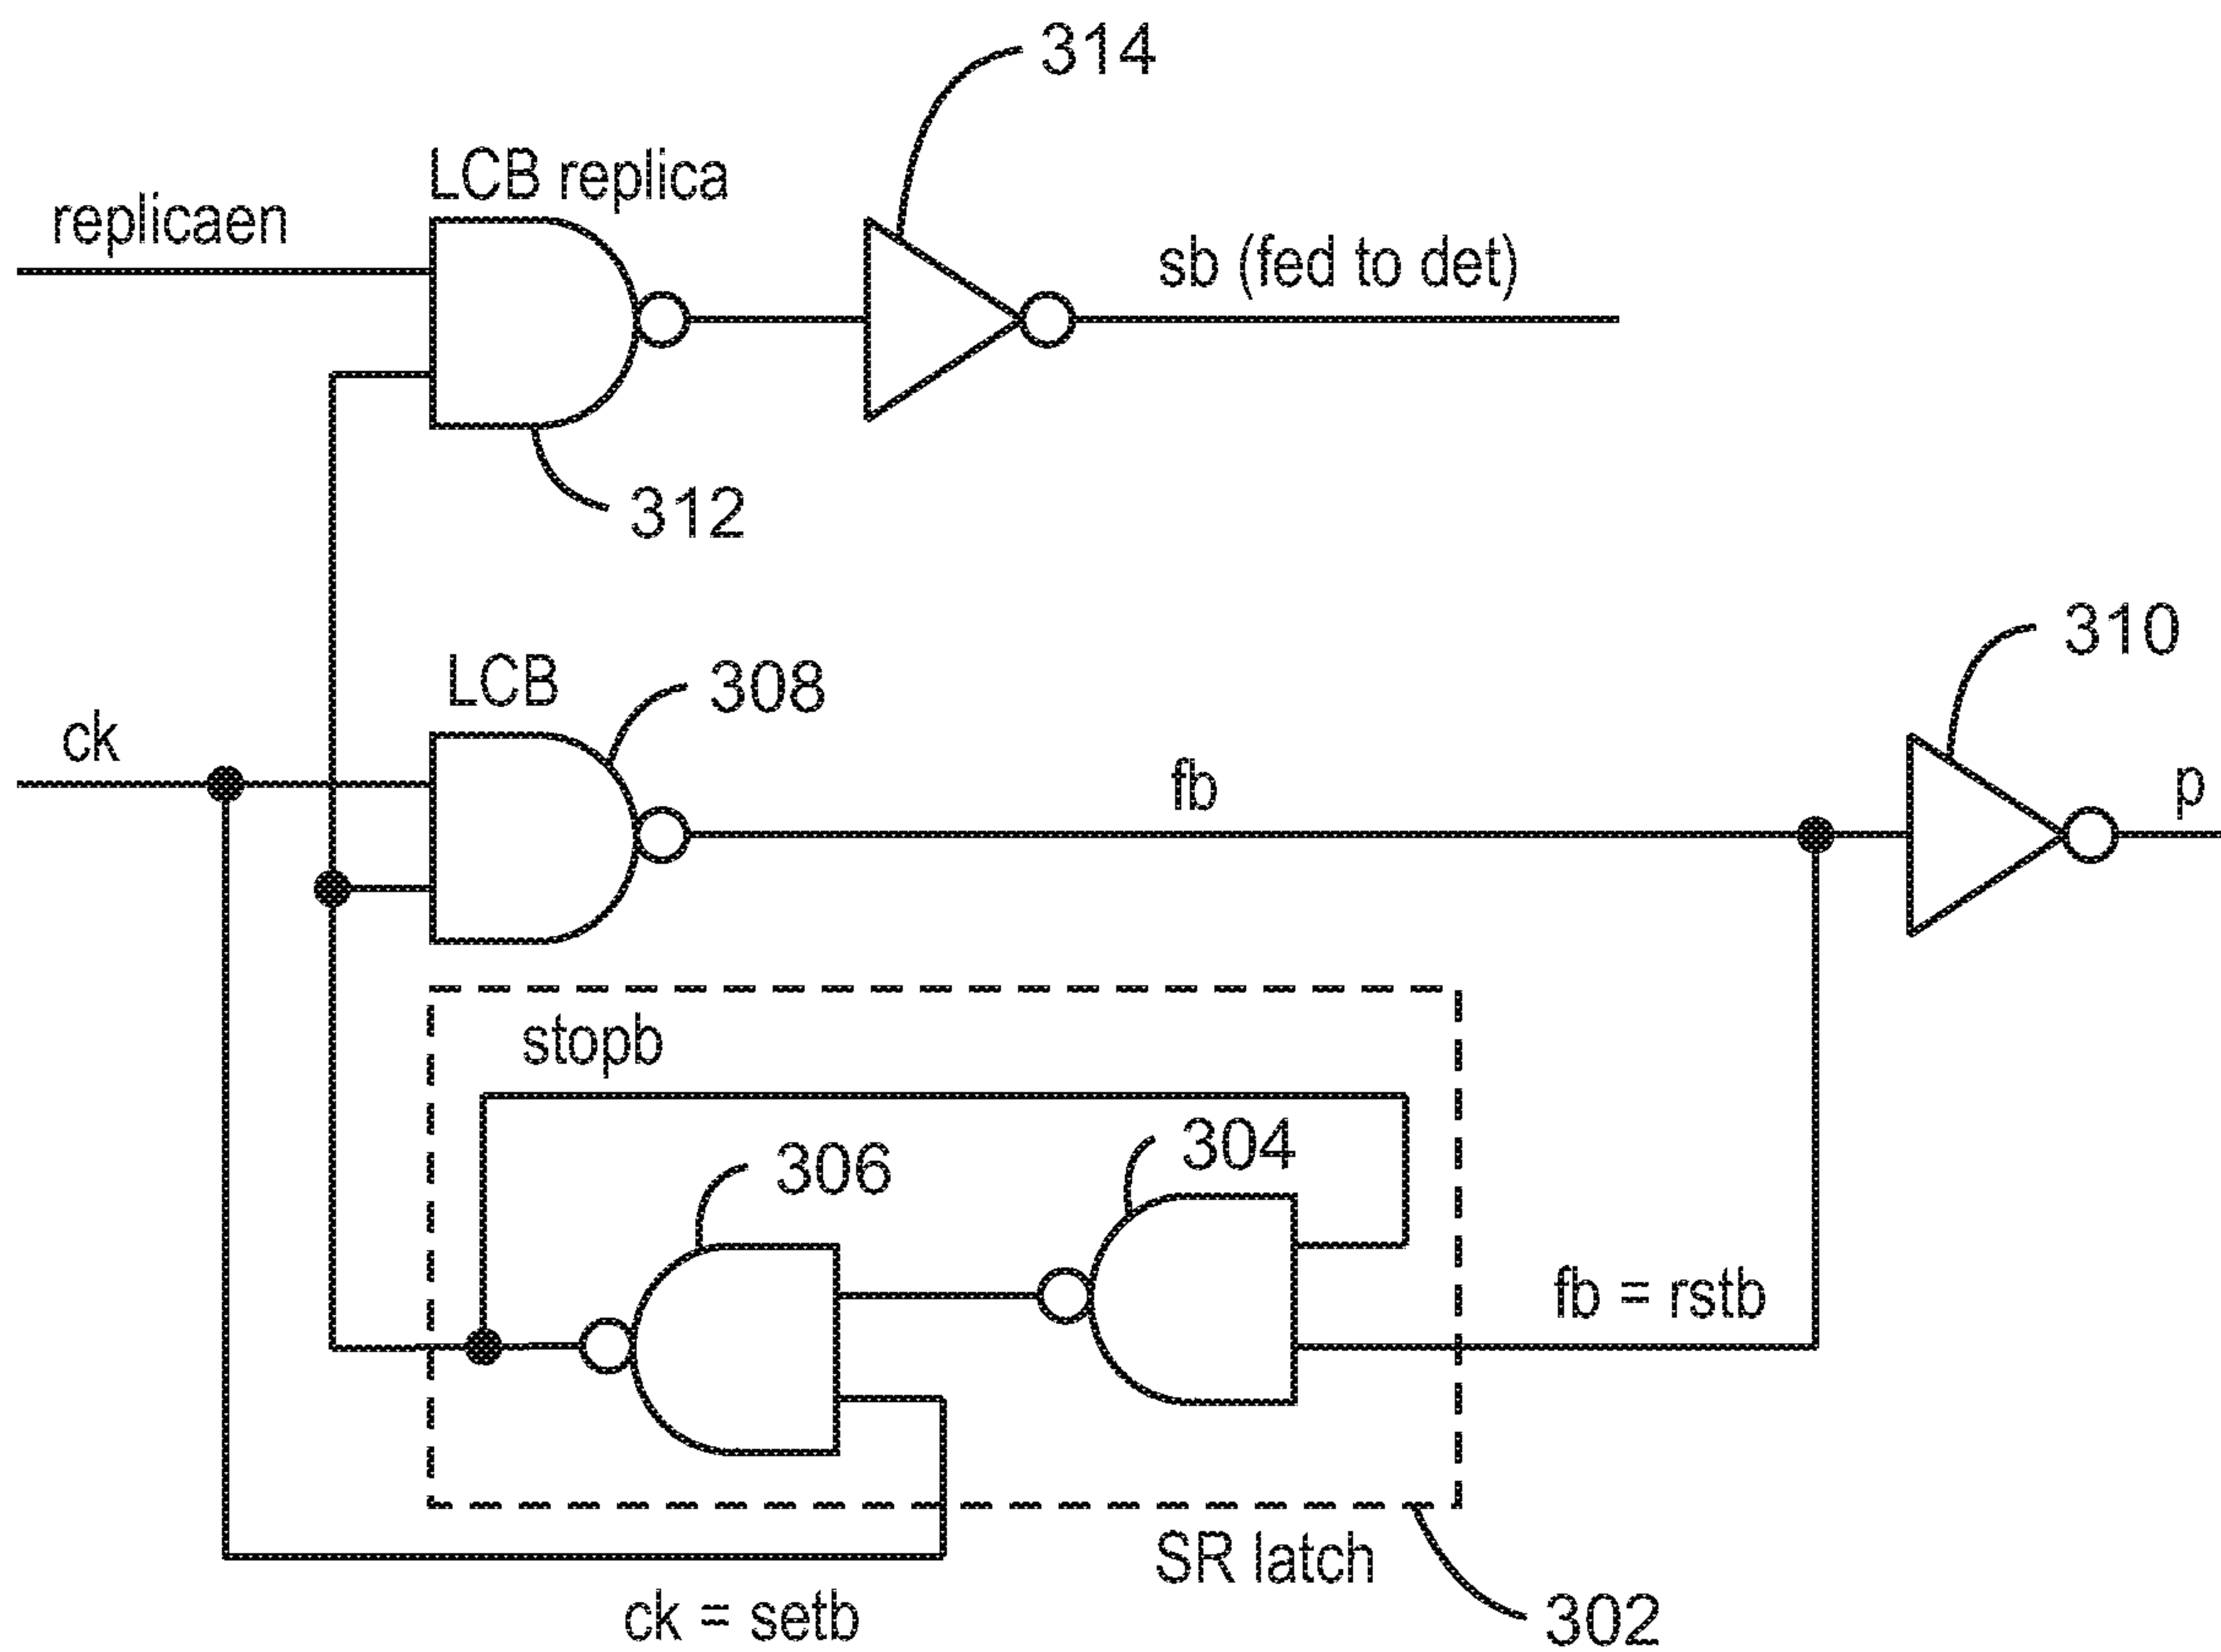 314
LCB replica
replicaen
sb (fed to det)
312
310
LCB
308
ck
fb
p
stopb
304
306
fb = rstb
SR latch
ck = setb
302